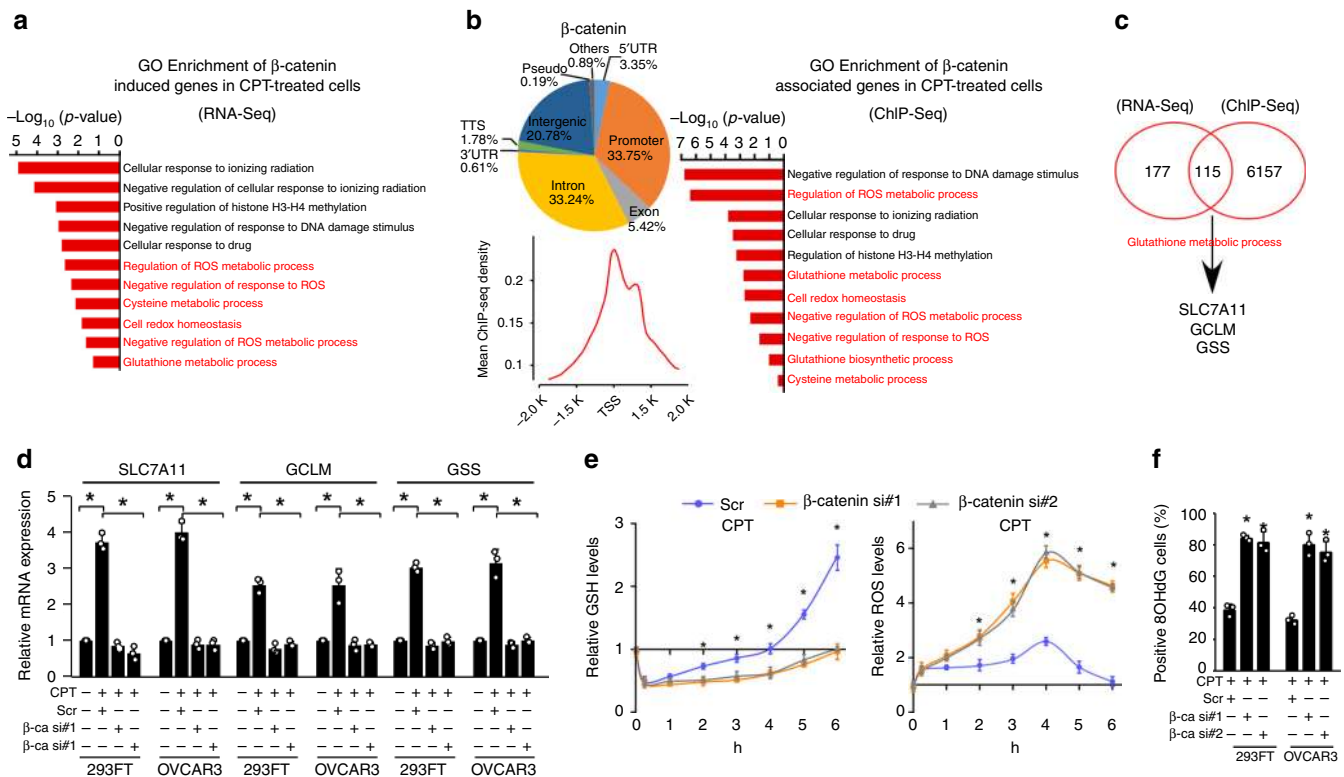 a
GO Enrichment of β-catenin
induced genes in CPT-treated cells
(RNA-Seq)
−Log10 (p-value)
5 4 3 2 1 0
Cellular response to ionizing radiation
Negative regulation of cellular response to ionizing radiation
Positive regulation of histone H3-H4 methylation
Negative regulation of response to DNA damage stimulus
Cellular response to drug
Regulation of ROS metabolic process
Negative regulation of response to ROS
Cysteine metabolic process
Cell redox homeostasis
Negative regulation of ROS metabolic process
Glutathione metabolic process
b
β-catenin
Others
0.89%
5′UTR
3.35%
Pseudo
0.19%
Intergenic
20.78%
Promoter
33.75%
TTS
1.78%
3′UTR
0.61%
Intron
33.24%
Exon
5.42%
Mean ChIP-seq density
0.2
0.15
0.1
−2.0 K −1.5 K TSS 1.5 K 2.0 K
GO Enrichment of β-catenin
associated genes in CPT-treated cells
(ChIP-Seq)
−Log10 (p-value)
7 6 5 4 3 2 1 0
Negative regulation of response to DNA damage stimulus
Regulation of ROS metabolic process
Cellular response to ionizing radiation
Cellular response to drug
Regulation of histone H3-H4 methylation
Glutathione metabolic process
Cell redox homeostasis
Negative regulation of ROS metabolic process
Negative regulation of response to ROS
Glutathione biosynthetic process
Cysteine metabolic process
c
(RNA-Seq) (ChIP-Seq)
177 115 6157
Glutathione metabolic process
SLC7A11
GCLM
GSS
d
SLC7A11 GCLM GSS
* * * * * * * * * * * *
Relative mRNA expression
5
4
3
2
1
0
CPT − + + + − + + + − + + + − + + + − + + + − + + +
Scr − + − + − + − + − + − +
β-ca si#1 − + − + − + − + − + − +
β-ca si#1 − + − + − + − + − + − +
293FT OVCAR3 293FT OVCAR3 293FT OVCAR3
e
Scr β-catenin si#1 β-catenin si#2
CPT
Relative GSH levels
3
2
1
0
* * * * *
0 1 2 3 4 5 6
h
CPT
Relative ROS levels
6
4
2
0
* * * * *
0 1 2 3 4 5 6
h
f
Positive 8OHdG cells (%)
100
80
60
40
20
0
* * * *
CPT + + + + + +
Scr + +
β-ca si#1 + +
β-ca si#2 + +
293FT OVCAR3